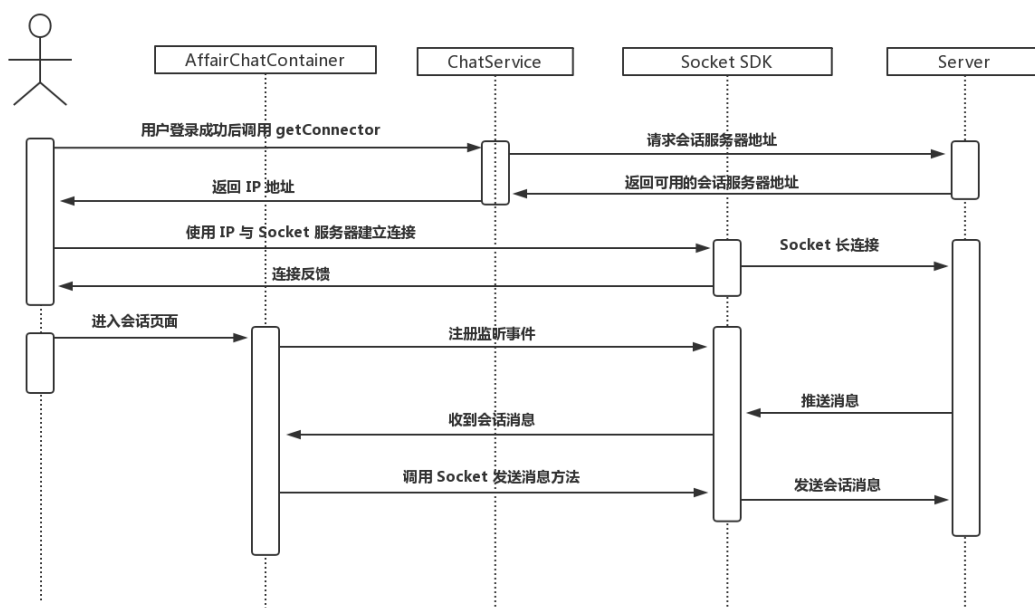 AffairChatContainer
ChatService
Socket SDK
Server
用户登录成功后调用 getConnector
请求会话服务器地址
返回可用的会话服务器地址
返回 IP 地址
使用 IP 与 Socket 服务器建立连接
Socket 长连接
连接反馈
进入会话页面
注册监听事件
推送消息
收到会话消息
调用 Socket 发送消息方法
发送会话消息